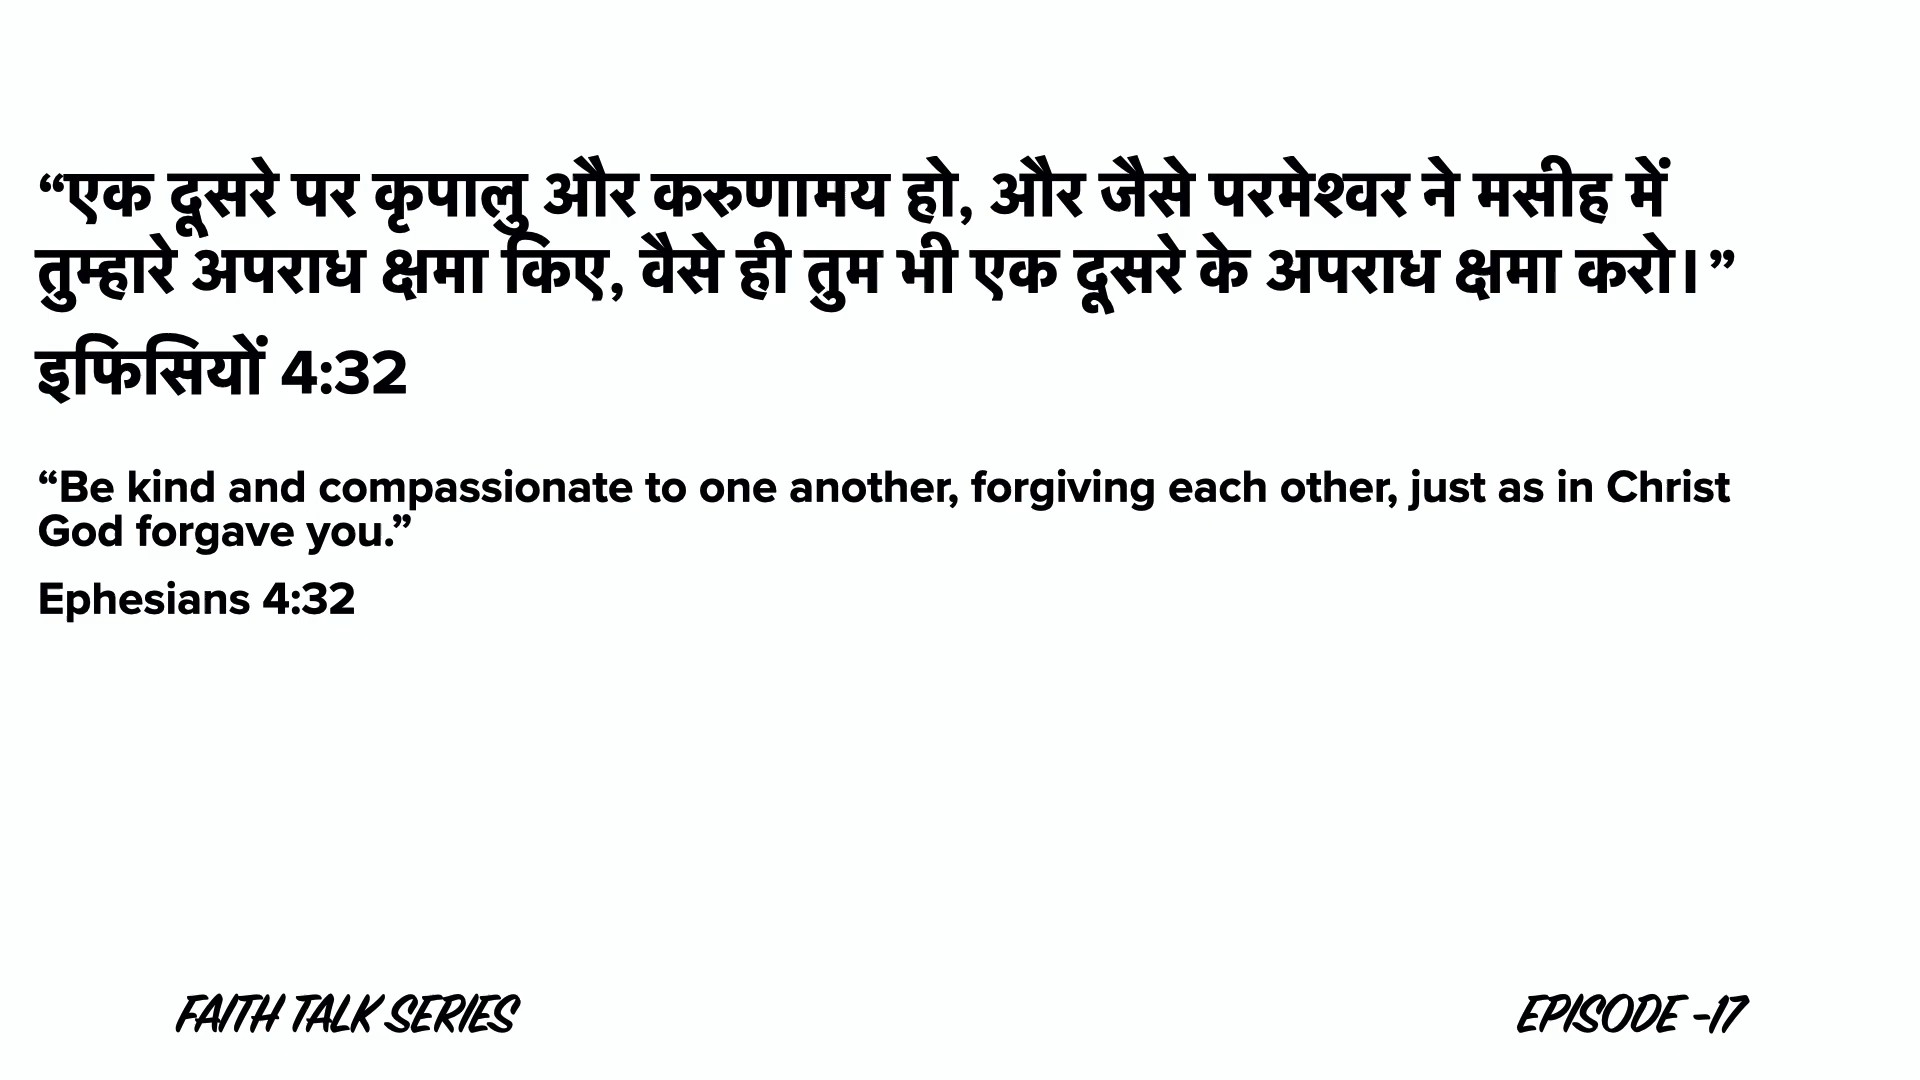 “एक दूसरे पर कृपालु और करुणामय हो, और जैसे परमेश्वर ने मसीह में
तुम्हारे अपराध क्षमा किए, वैसे ही तुम भी एक दूसरे के अपराध क्षमा करो।”
इफिसियों 4:32
“Be kind and compassionate to one another, forgiving each other, just as in Christ
God forgave you.”
Ephesians 4:32
FAITH TALK SERIES
EPISODE -17